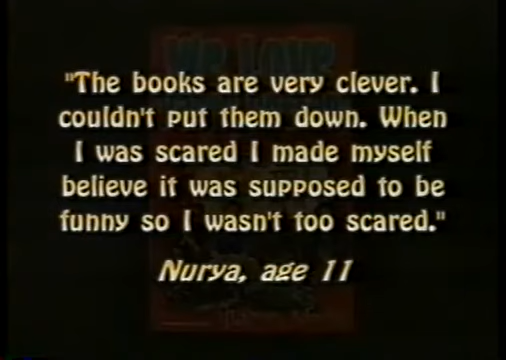 "The books are very clever. I
couldn't put them down. When
I was scared I made myself
believe it was supposed to be
funny so I wasn't too scared."
Nurya, age 11